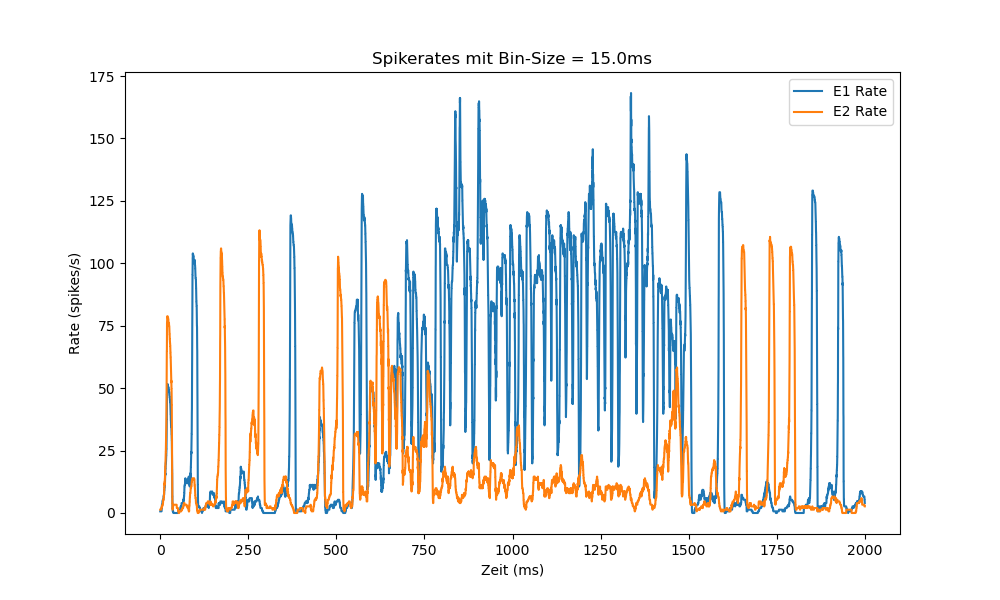 Spikerates mit Bin-Size = 15.0ms
E1 Rate
E2 Rate
Rate (spikes/s)
175
150
125
100
75
50
25
0
0 250 500 750 1000 1250 1500 1750 2000
Zeit (ms)